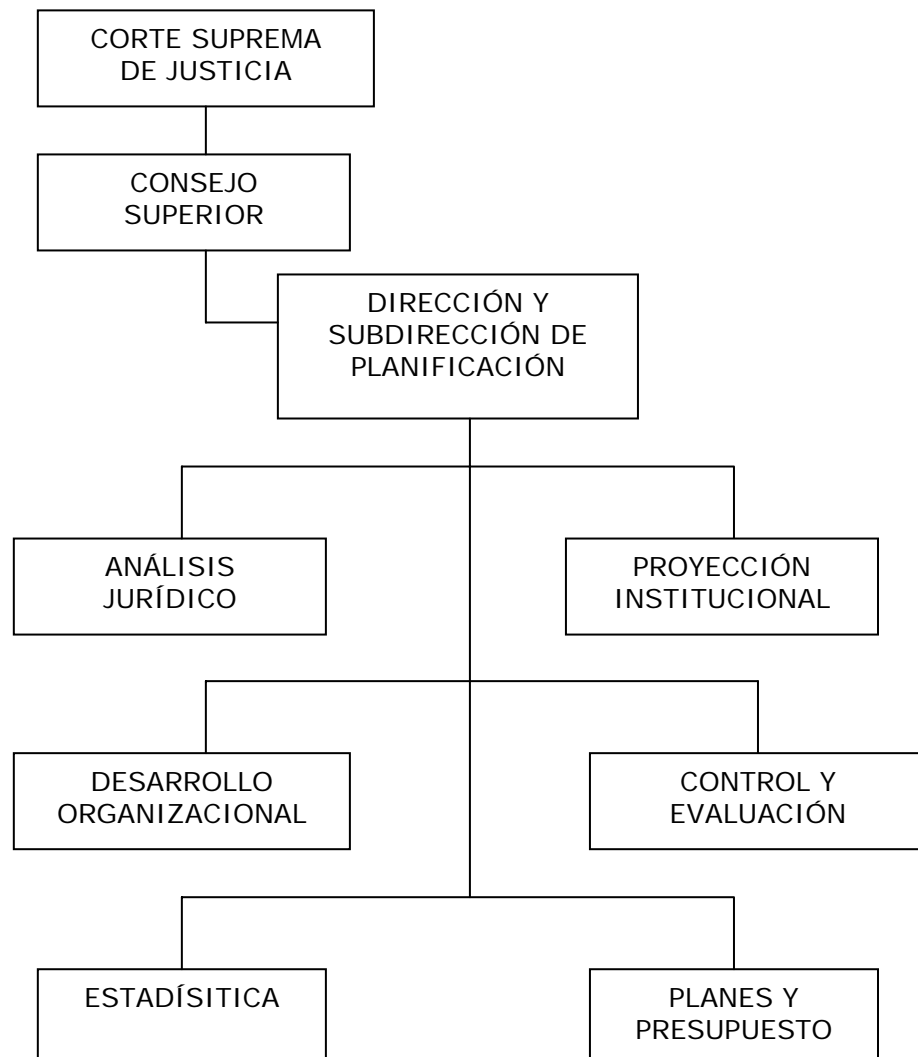 CORTE SUPREMA
DE JUSTICIA
CONSEJO
SUPERIOR
DIRECCIÓN Y
SUBDIRECCIÓN DE
PLANIFICACIÓN
ANÁLISIS
JURÍDICO
PROYECCIÓN
INSTITUCIONAL
DESARROLLO
ORGANIZACIONAL
CONTROL Y
EVALUACIÓN
ESTADÍSITICA
PLANES Y
PRESUPUESTO